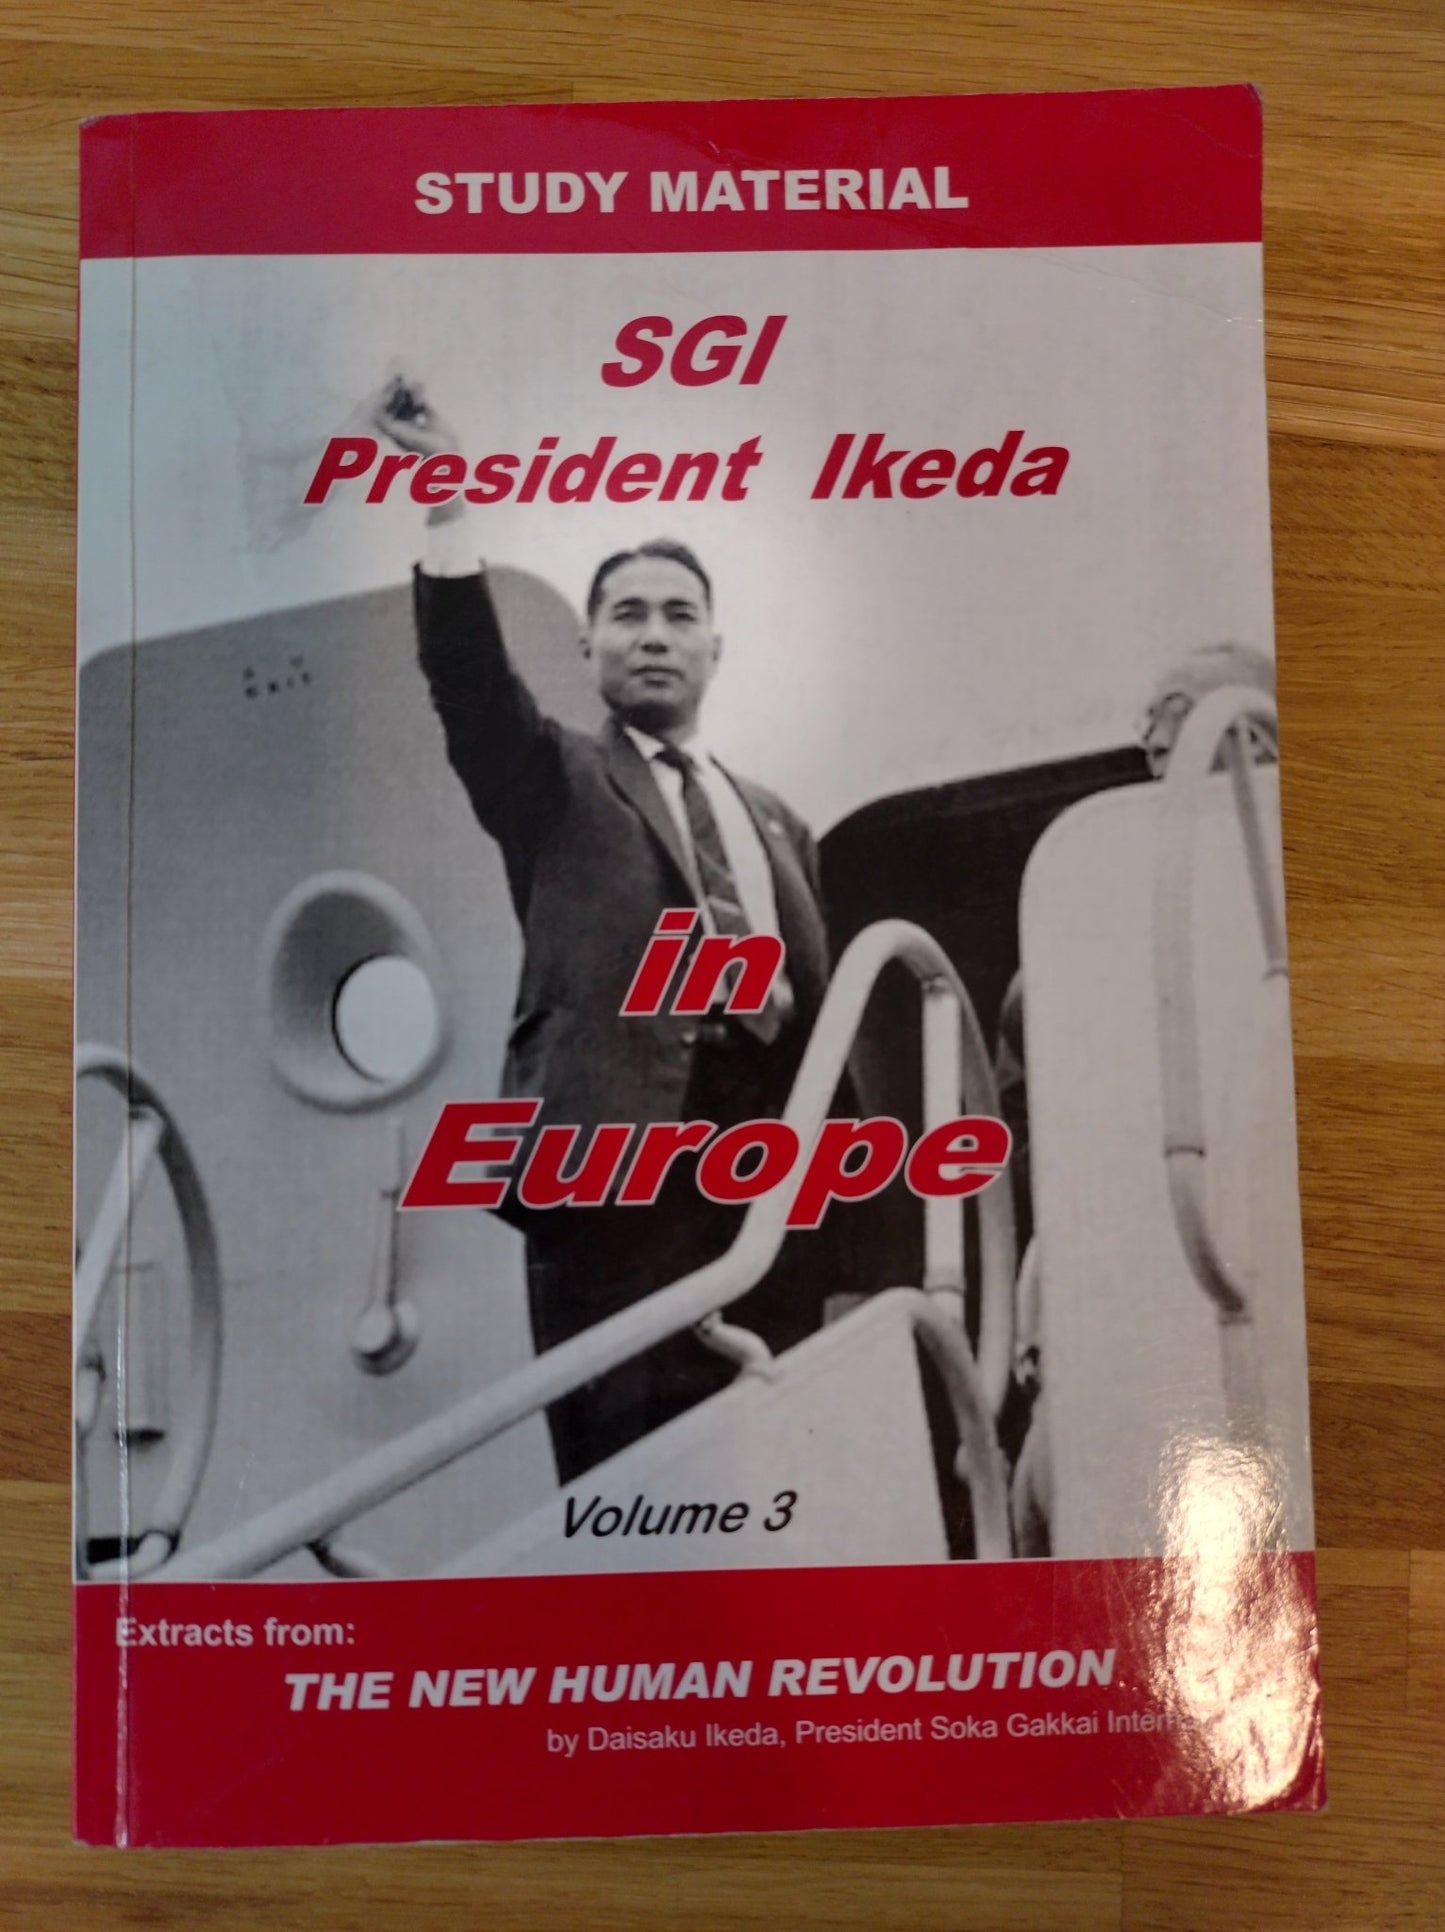 STUDY MATERIAL
SGI
President Ikeda
in
Europe
Volume 3
Extracts from:
THE NEW HUMAN REVOLUTION
by Daisaku Ikeda, President Soka Gakkai